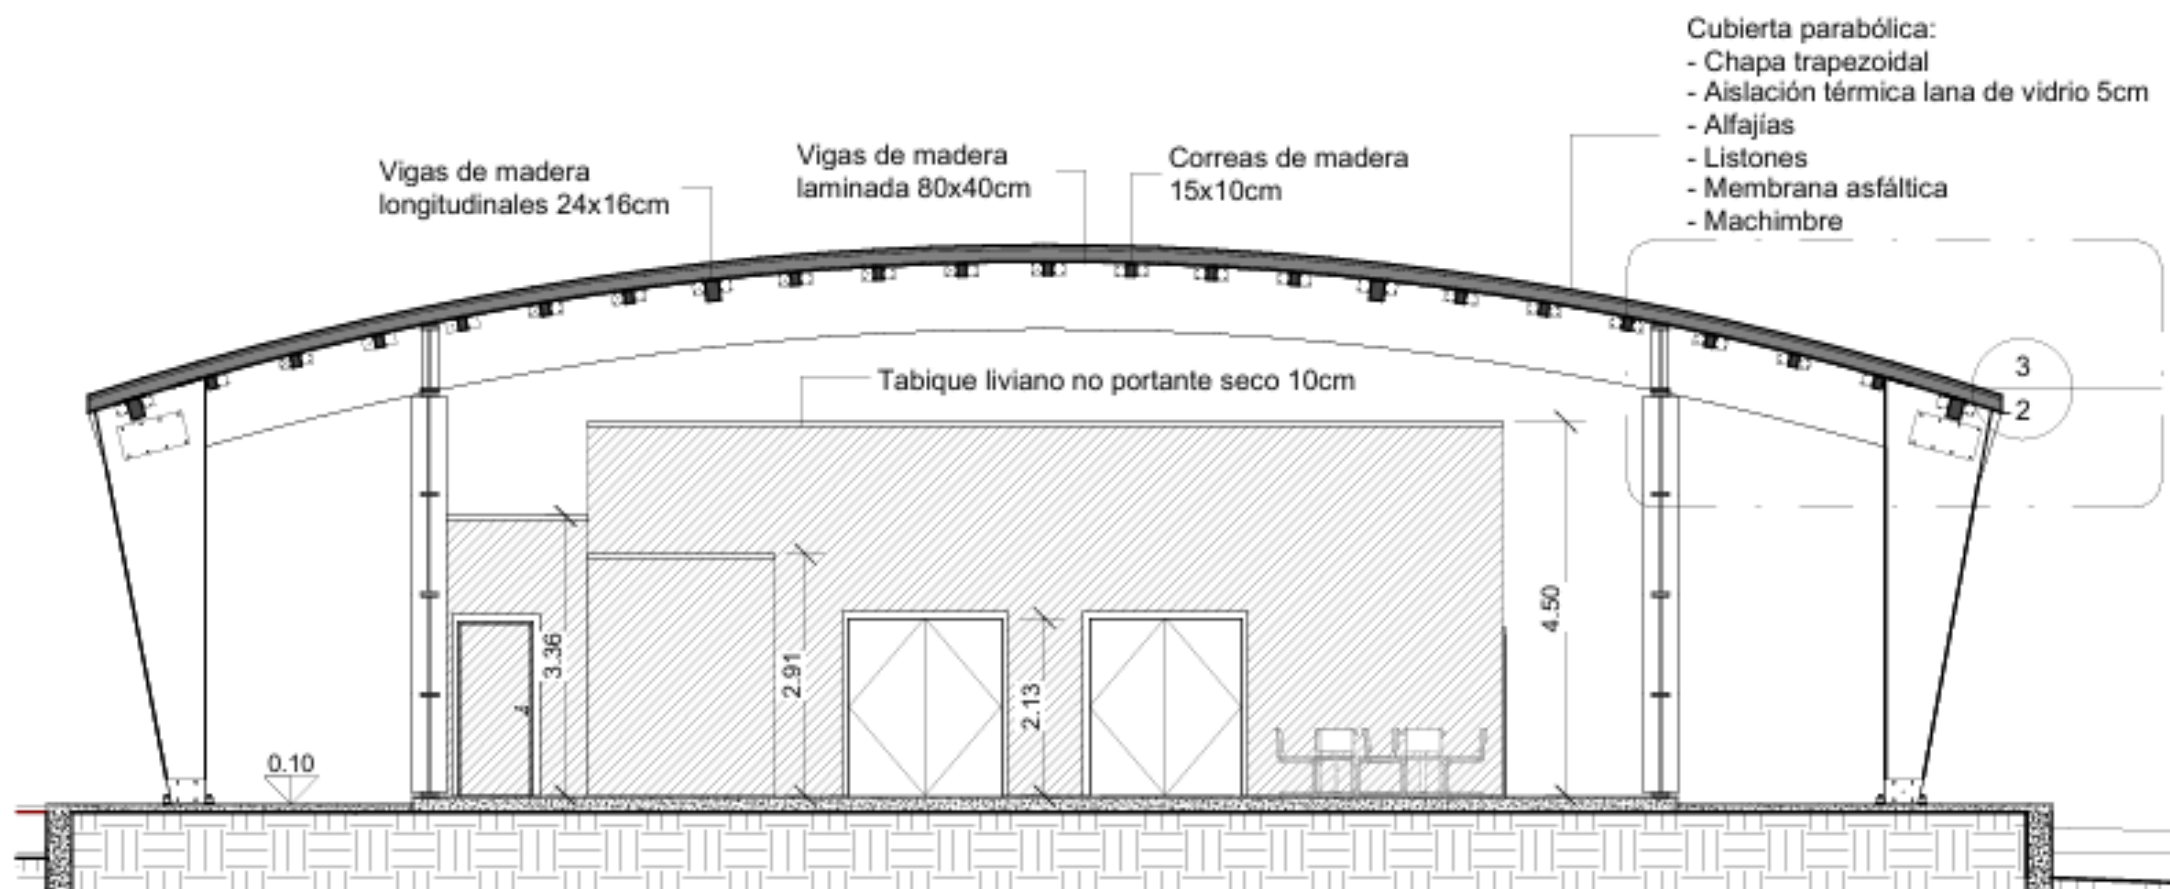 Cubierta parabólica:
- Chapa trapezoidal
- Aislación térmica lana de vidrio 5cm
- Alfajías
- Listones
- Membrana asfáltica
- Machimbre
Vigas de madera
longitudinales 24x16cm
Vigas de madera
laminada 80x40cm
Correas de madera
15x10cm
3
2
Tabique liviano no portante seco 10cm
3.36
2.91
2.13
4.50
0.10